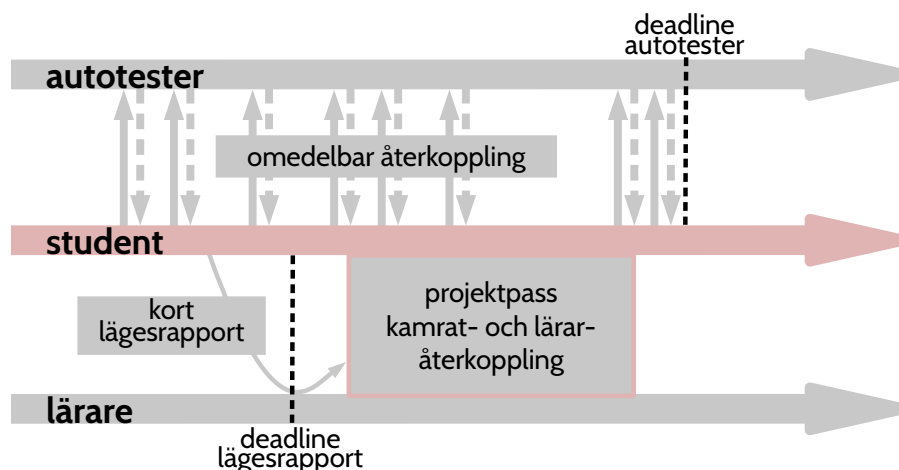 deadline
autotester
autotester
omedelbar återkoppling
student
kort
lägesrapport
projektpass
kamrat- och lärar-
återkoppling
lärare
deadline
lägesrapport